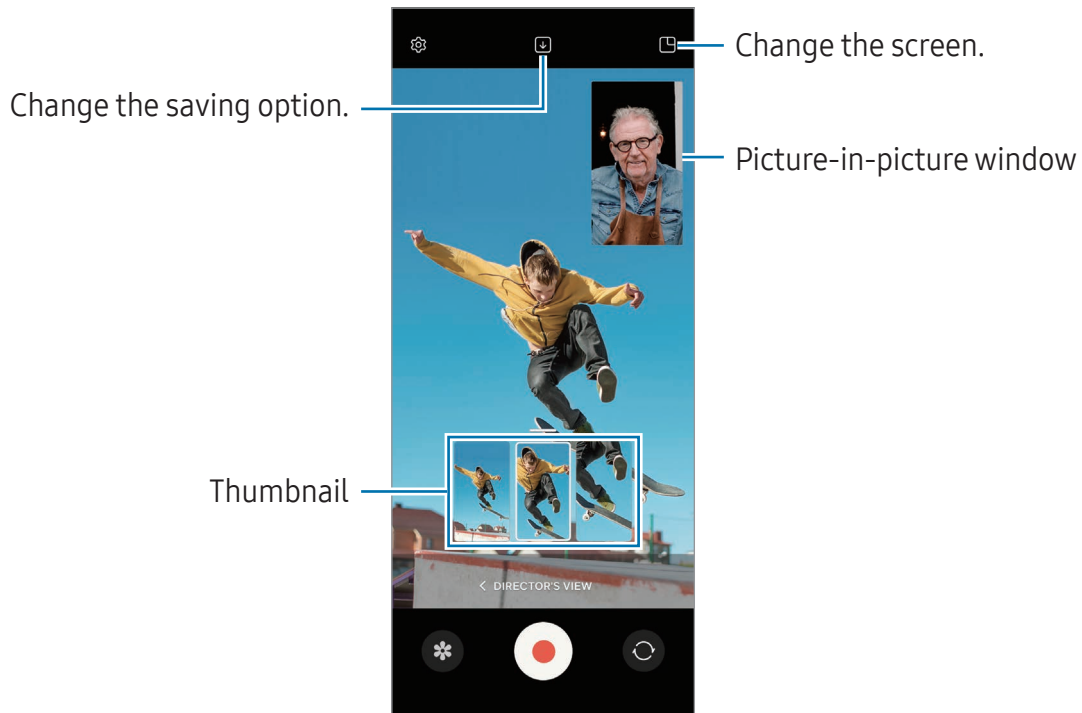 Change the screen.
Change the saving option.
Picture-in-picture window
Thumbnail
< DIRECTOR'S VIEW